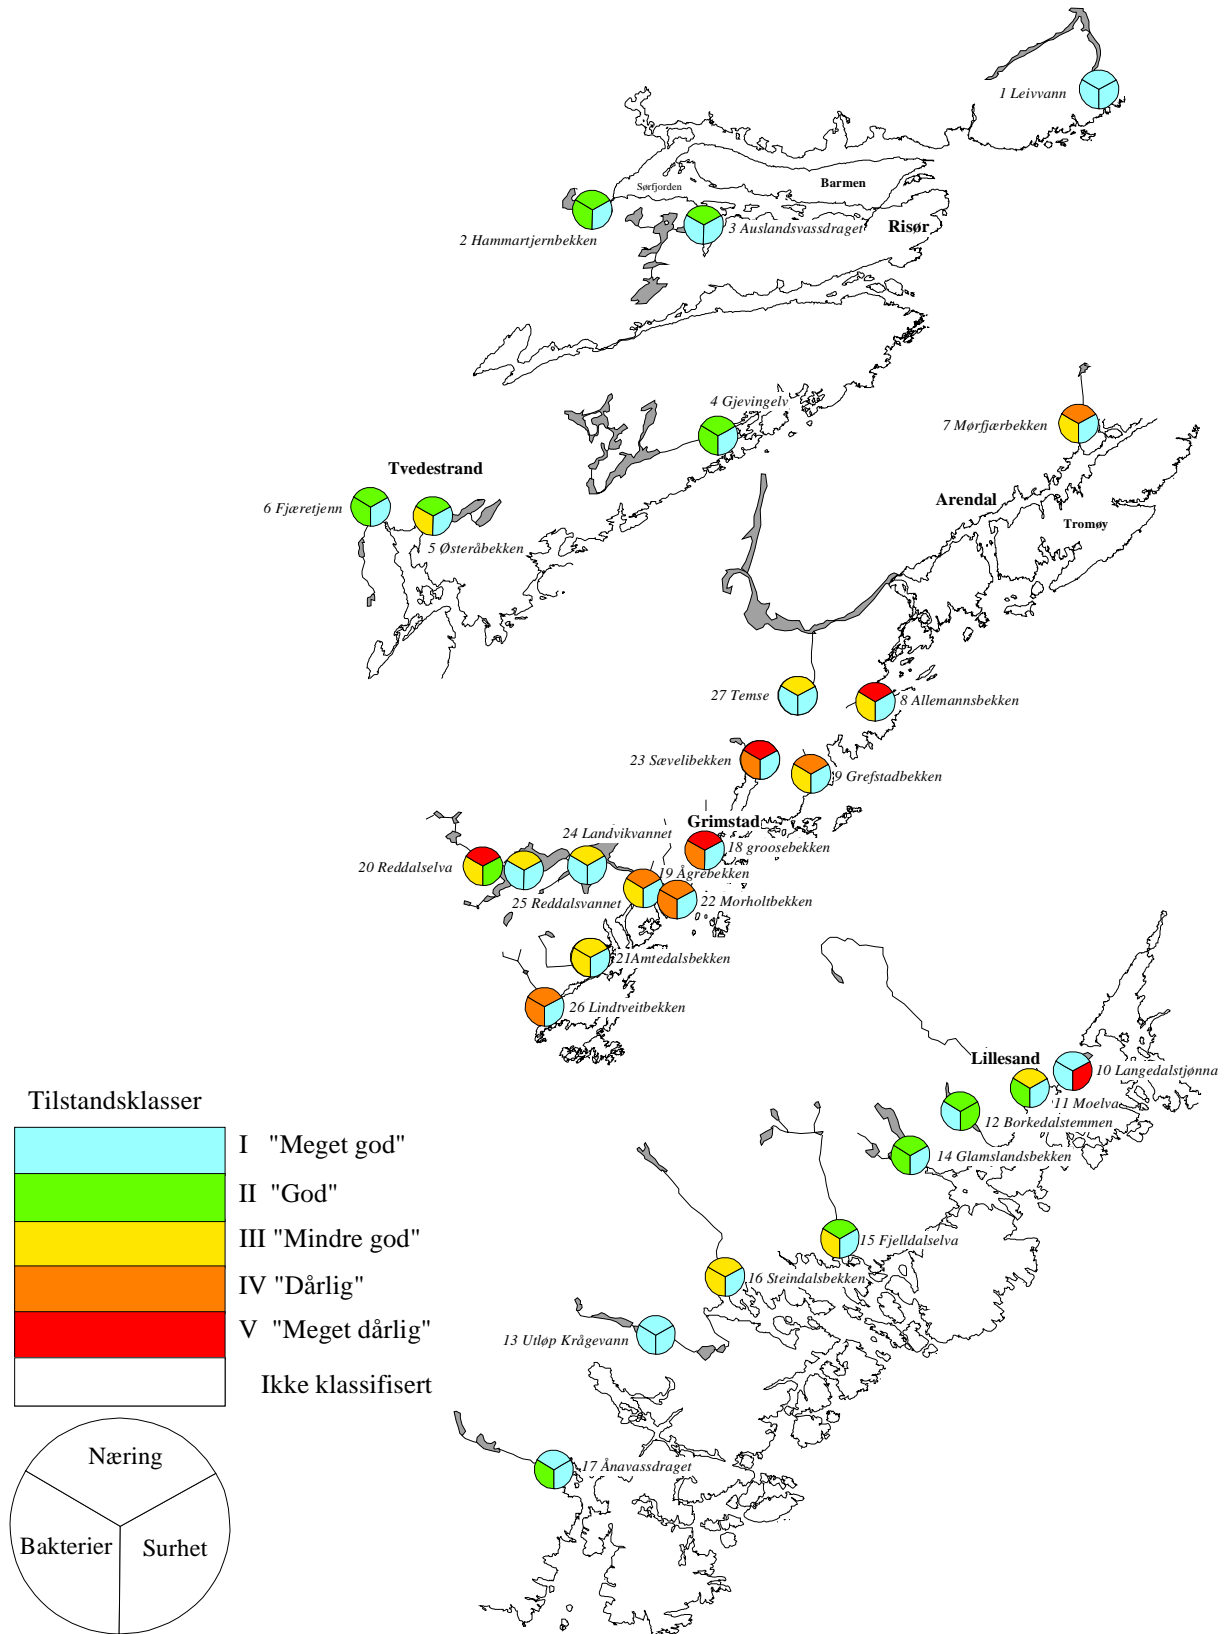 1 Leivvann
Sørfjorden
Barmen
Risør
2 Hammartjernbekken
3 Auslandsvassdraget
4 Gjevingelv
7 Mørfjærbekken
Tvedestrand
Arendal
6 Fjæretjenn
Tromøy
5 Østeråbekken
27 Temse
8 Allemannsbekken
23 Sævelibekken
9 Grefstadbekken
Grimstad
24 Landvikvannet
18 groosebekken
20 Reddalselva
19 Ågrebekken
25 Reddalsvannet
22 Morholtbekken
21Amtedalsbekken
26 Lindtveitbekken
Lillesand
10 Langedalstjønna
11 Moelva
12 Borkedalstemmen
14 Glamslandsbekken
15 Fjelldalselva
16 Steindalsbekken
13 Utløp Krågevann
17 Ånavassdraget
Tilstandsklasser
I "Meget god"
II "God"
III "Mindre god"
IV "Dårlig"
V "Meget dårlig"
Ikke klassifisert
Næring
Bakterier
Surhet